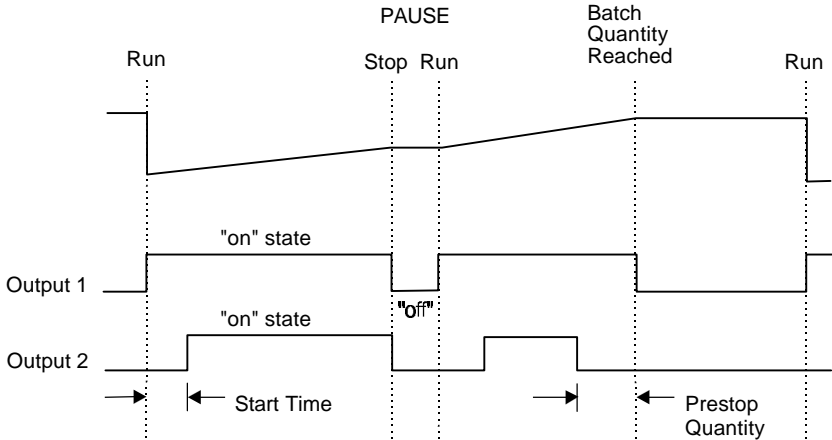 PAUSE
Batch
Quantity
Reached
Run
Stop Run
Run
"on" state
Output 1
"off"
"on" state
Output 2
Start Time
Prestop
Quantity